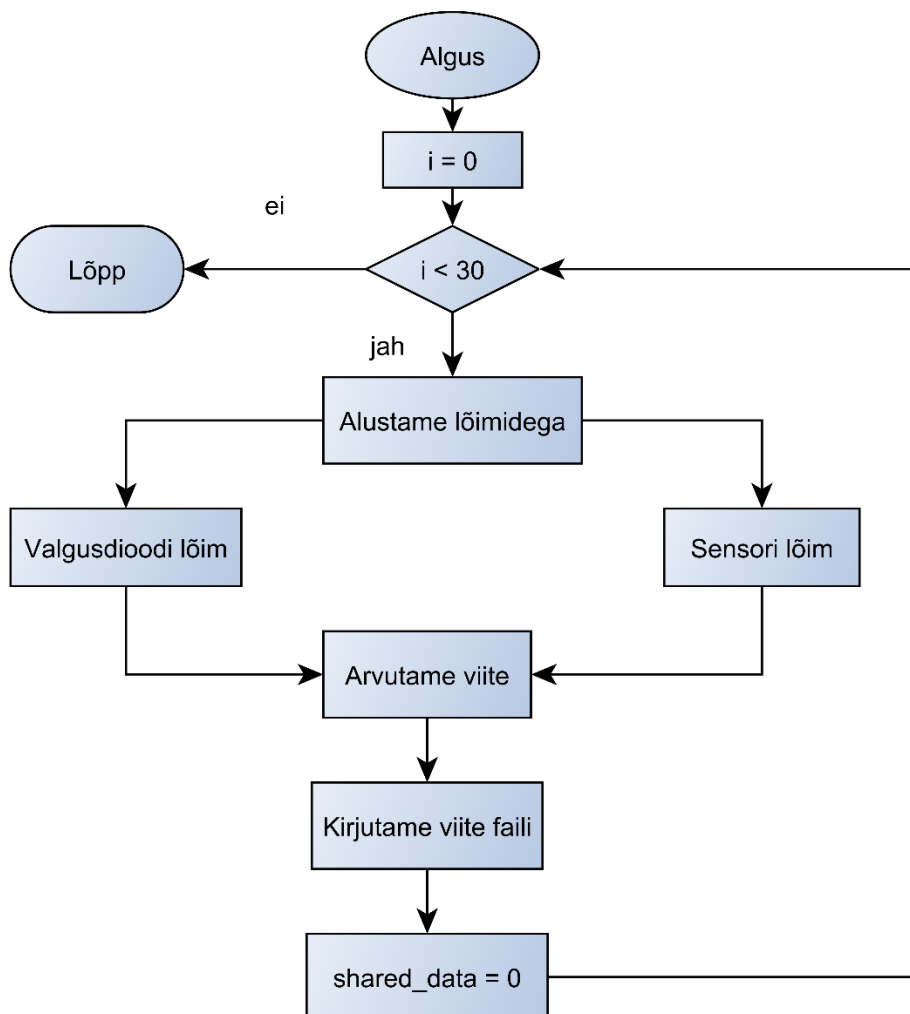 Algus
i = 0
ei
Lõpp
i < 30
jah
Alustame lõimidega
Valgusdioodi lõim
Sensori lõim
Arvutame viite
Kirjutame viite faili
shared_data = 0